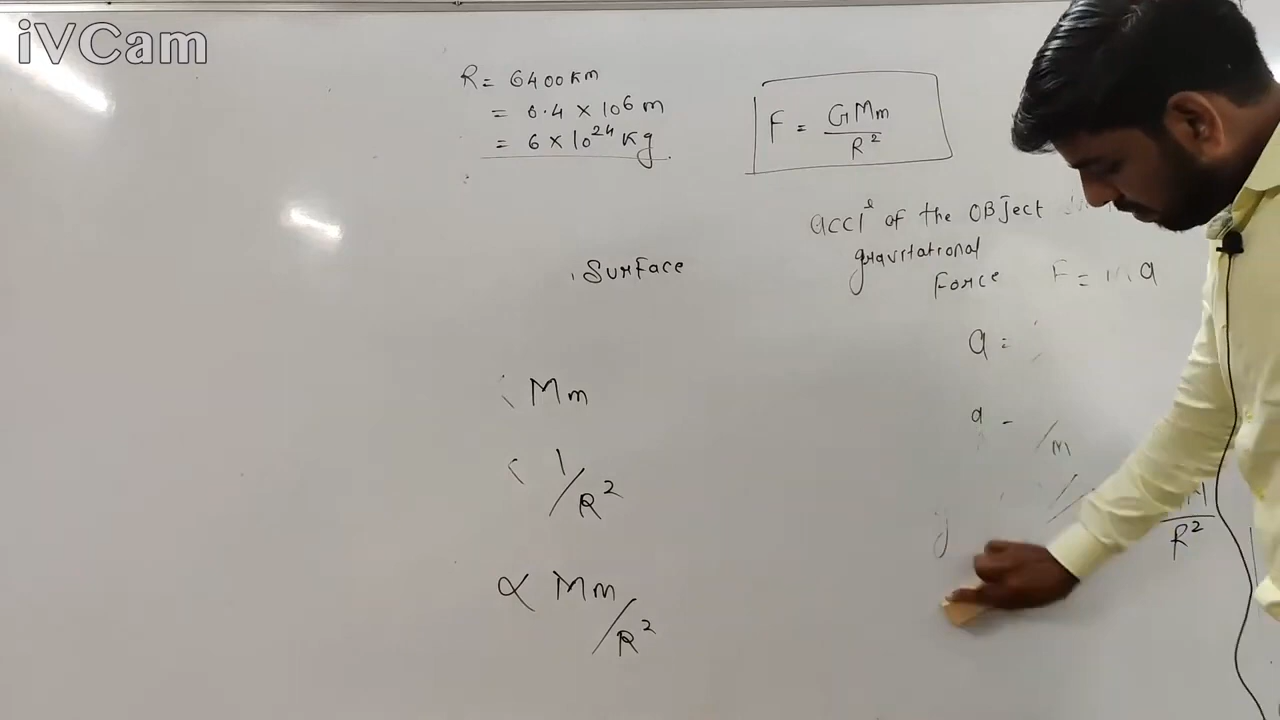 iVCam
R = 6400 Km
= 6.4 × 10⁶ m
= 6 × 10²⁴ Kg
F = GMm / R²
accl of the OBJect
gravitational
Force F = m a
Surface
a =
Mm
a - / m
1 / R²
g
R²
∝ Mm / R²